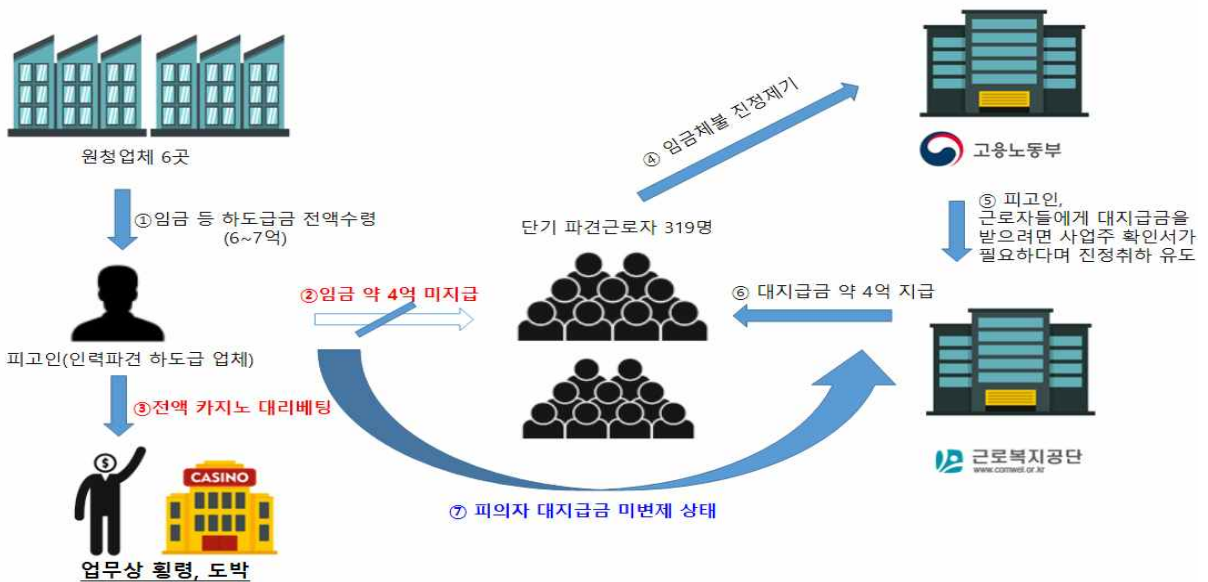 원청업체 6곳
①임금 등 하도급금 전액수령
(6~7억)
피고인(인력파견 하도급 업체)
②임금 약 4억 미지급
③전액 카지노 대리베팅
$
CASINO
업무상 횡령, 도박
단기 파견근로자 319명
④ 임금체불 진정제기
고용노동부
⑤ 피고인,
근로자들에게 대지급금을
받으려면 사업주 확인서가
필요하다며 진정취하 유도
⑥ 대지급금 약 4억 지급
근로복지공단
www.comwel.or.kr
⑦ 피의자 대지급금 미변제 상태